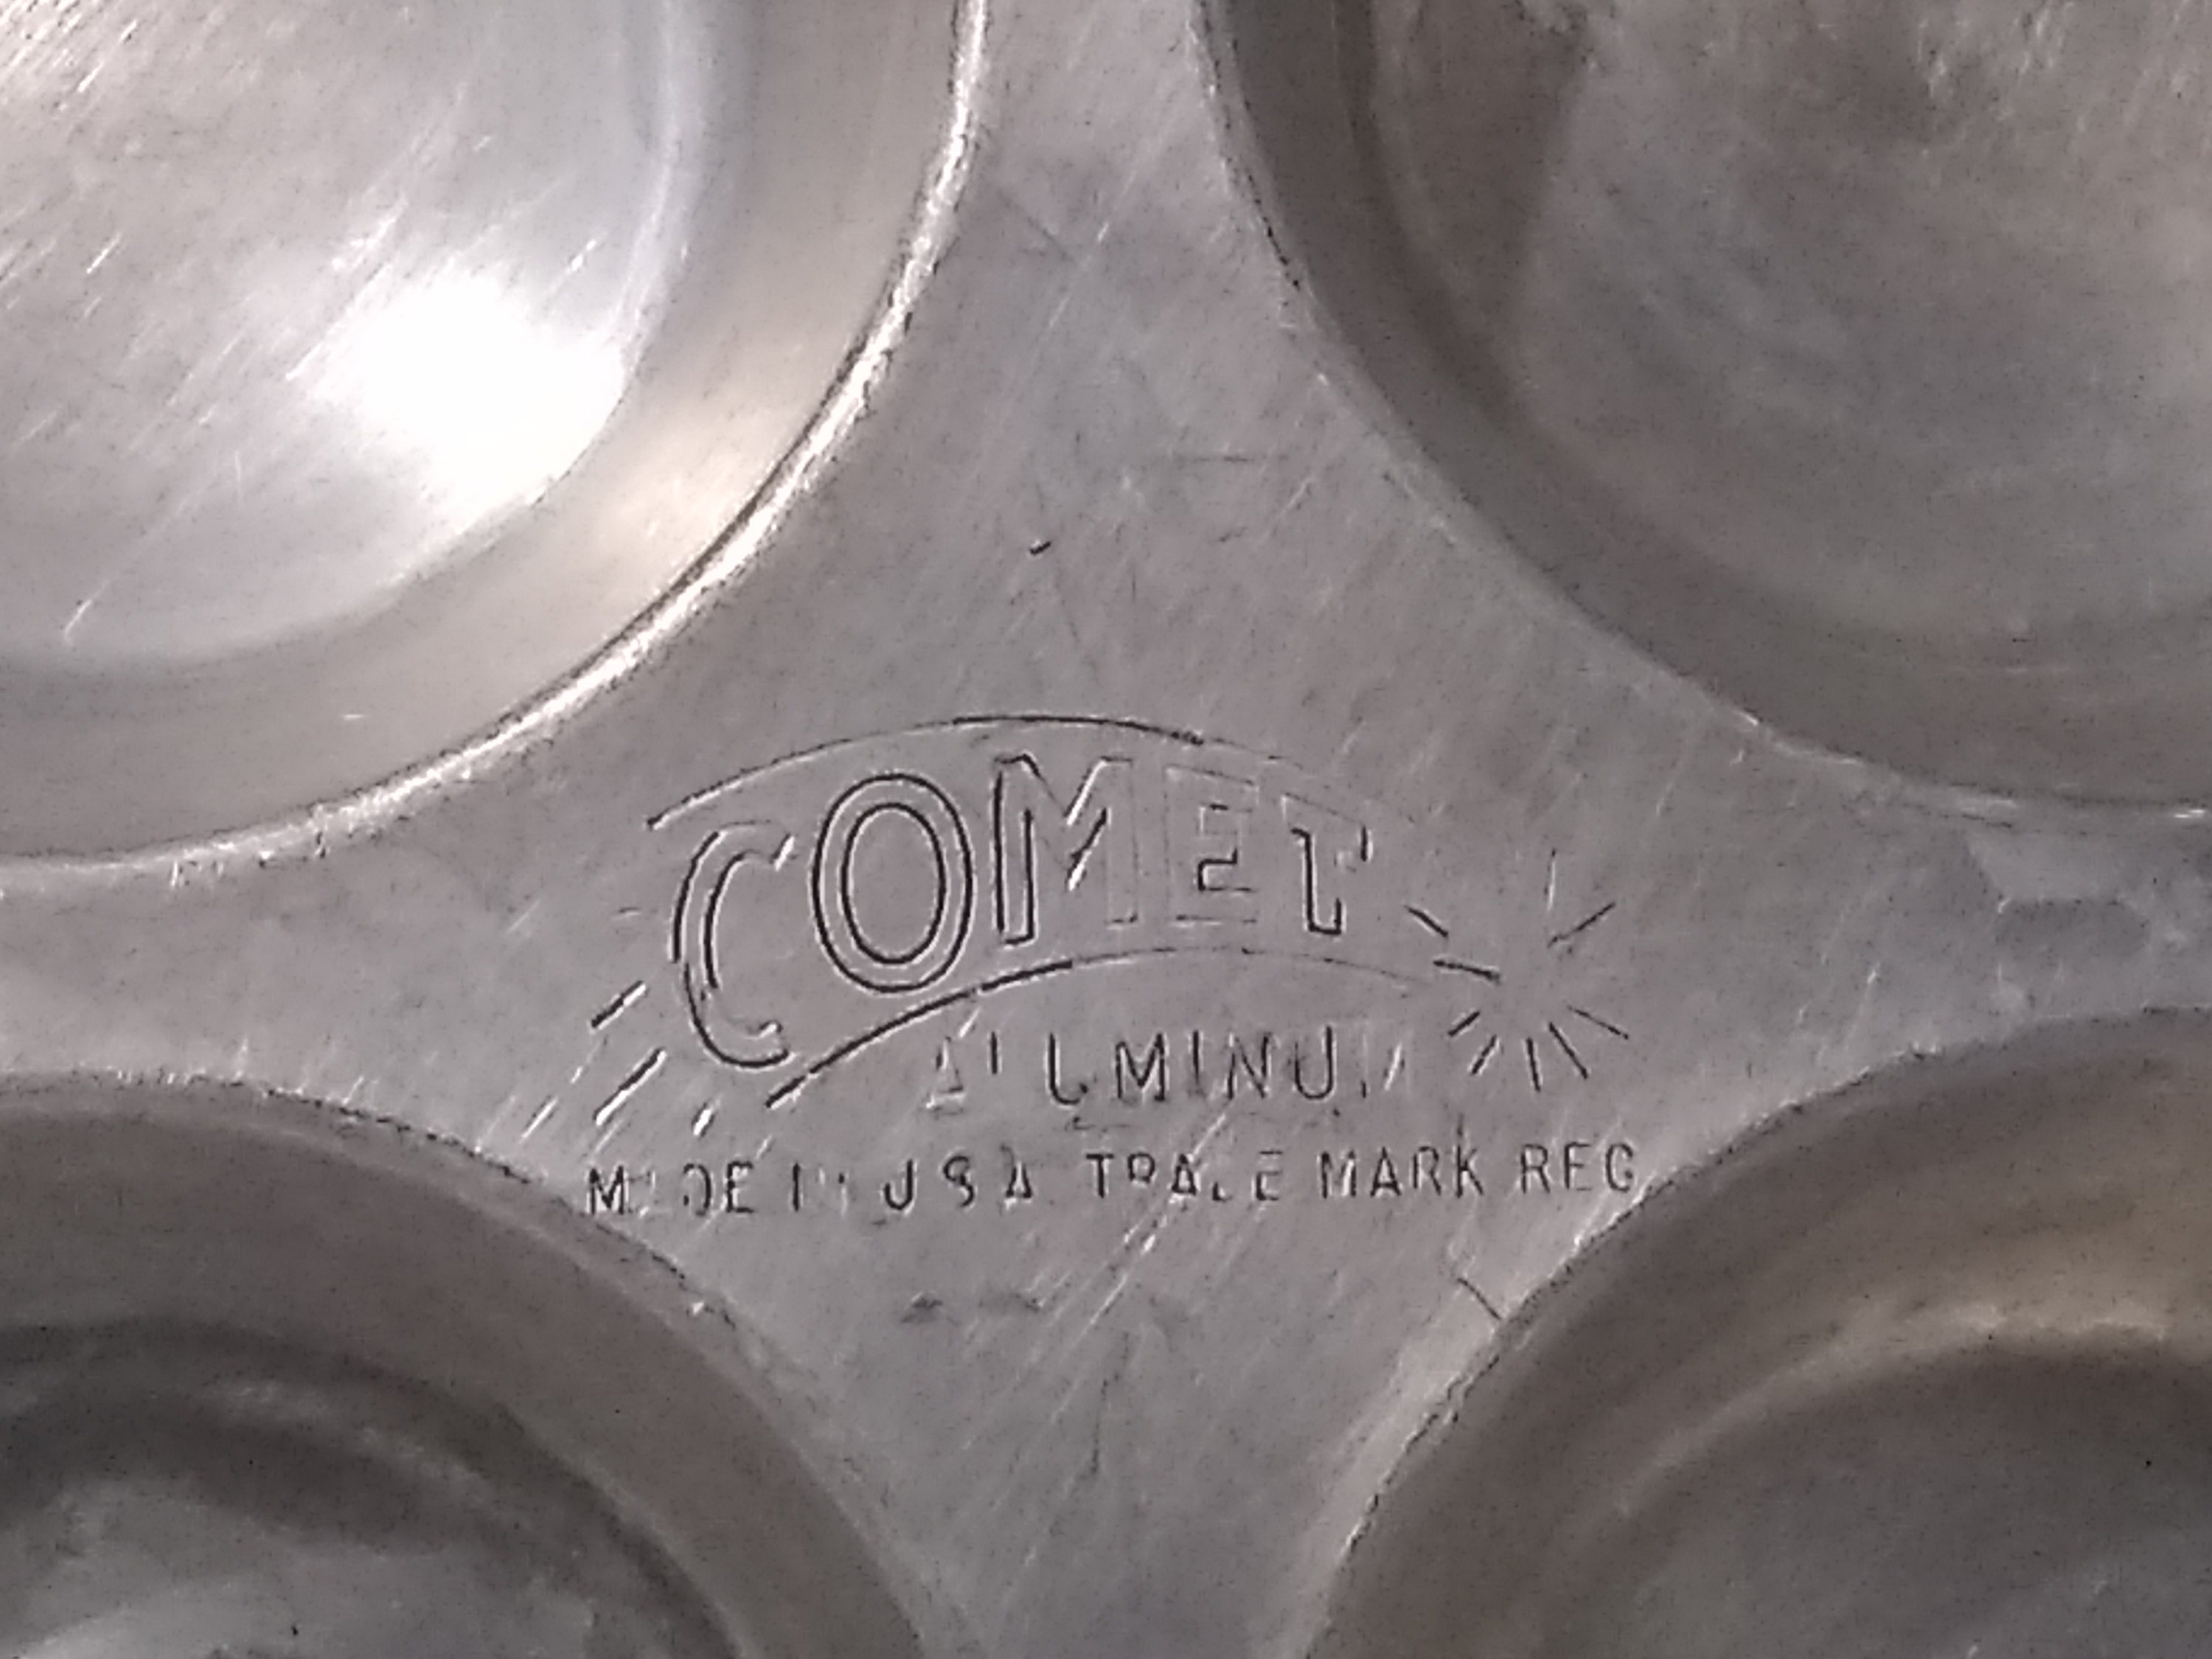 COMET
ALUMINUM
MADE IN USA TRADE MARK REG